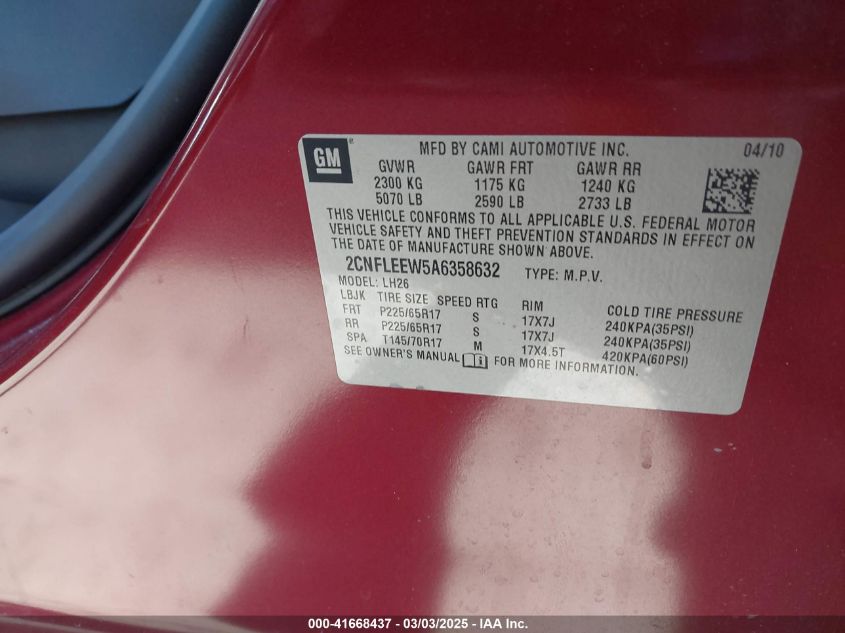 GM MFD BY CAMI AUTOMOTIVE INC. 04/10
GVWR GAWR FRT GAWR RR
2300 KG 1175 KG 1240 KG
5070 LB 2590 LB 2733 LB
THIS VEHICLE CONFORMS TO ALL APPLICABLE U.S. FEDERAL MOTOR
VEHICLE SAFETY AND THEFT PREVENTION STANDARDS IN EFFECT ON
THE DATE OF MANUFACTURE SHOWN ABOVE.
2CNFLEEW5A6358632 TYPE: M.P.V.
MODEL: LH26
LBJK TIRE SIZE SPEED RTG RIM COLD TIRE PRESSURE
FRT P225/65R17 S 17X7J 240KPA(35PSI)
RR P225/65R17 S 17X7J 240KPA(35PSI)
SPA T145/70R17 M 17X4.5T 420KPA(60PSI)
SEE OWNER'S MANUAL FOR MORE INFORMATION.
000-41668437 — 03/03/2025 - IAA Inc.